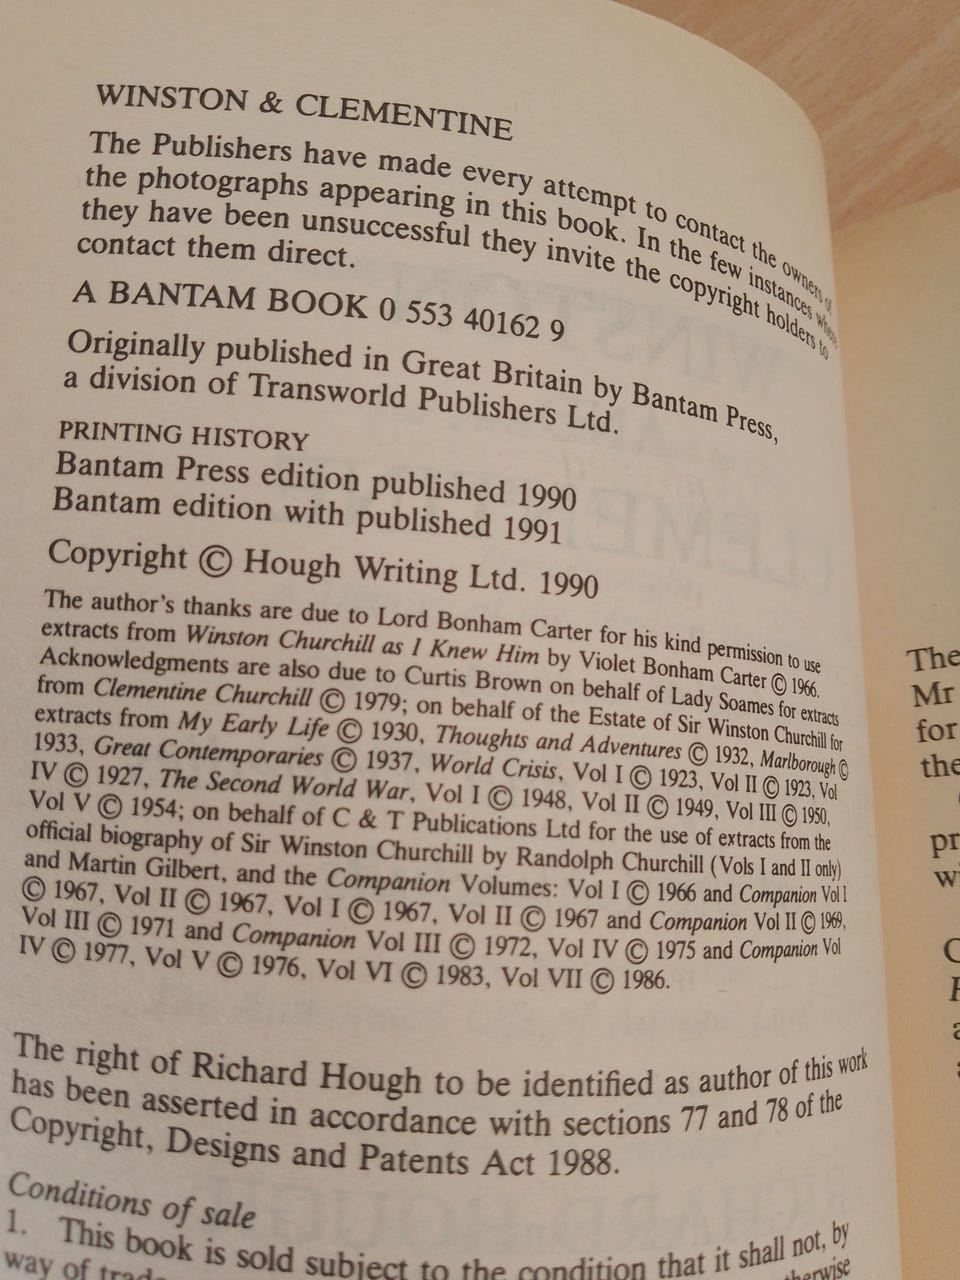 WINSTON & CLEMENTINE
The Publishers have made every attempt to contact the owners of
the photographs appearing in this book. In the few instances where
they have been unsuccessful they invite the copyright holders to
contact them direct.
A BANTAM BOOK 0 553 40162 9
Originally published in Great Britain by Bantam Press,
a division of Transworld Publishers Ltd.
PRINTING HISTORY
Bantam Press edition published 1990
Bantam edition with published 1991
Copyright © Hough Writing Ltd. 1990
The author's thanks are due to Lord Bonham Carter for his kind permission to use
extracts from Winston Churchill as I Knew Him by Violet Bonham Carter © 1966.
Acknowledgments are also due to Curtis Brown on behalf of Lady Soames for extracts
from Clementine Churchill © 1979; on behalf of the Estate of Sir Winston Churchill for
extracts from My Early Life © 1930, Thoughts and Adventures © 1932, Marlborough ©
1933, Great Contemporaries © 1937, World Crisis, Vol I © 1923, Vol II © 1923, Vol
IV © 1927, The Second World War, Vol I © 1948, Vol II © 1949, Vol III © 1950,
Vol V © 1954; on behalf of C & T Publications Ltd for the use of extracts from the
official biography of Sir Winston Churchill by Randolph Churchill (Vols I and II only)
and Martin Gilbert, and the Companion Volumes: Vol I © 1966 and Companion Vol I
© 1967, Vol II © 1967, Vol I © 1967, Vol II © 1967 and Companion Vol II © 1969,
Vol III © 1971 and Companion Vol III © 1972, Vol IV © 1975 and Companion Vol
IV © 1977, Vol V © 1976, Vol VI © 1983, Vol VII © 1986.
The right of Richard Hough to be identified as author of this work
has been asserted in accordance with sections 77 and 78 of the
Copyright, Designs and Patents Act 1988.
Conditions of sale
1. This book is sold subject to the condition that it shall not, by
way of trade
The
Mr
for
the
pr